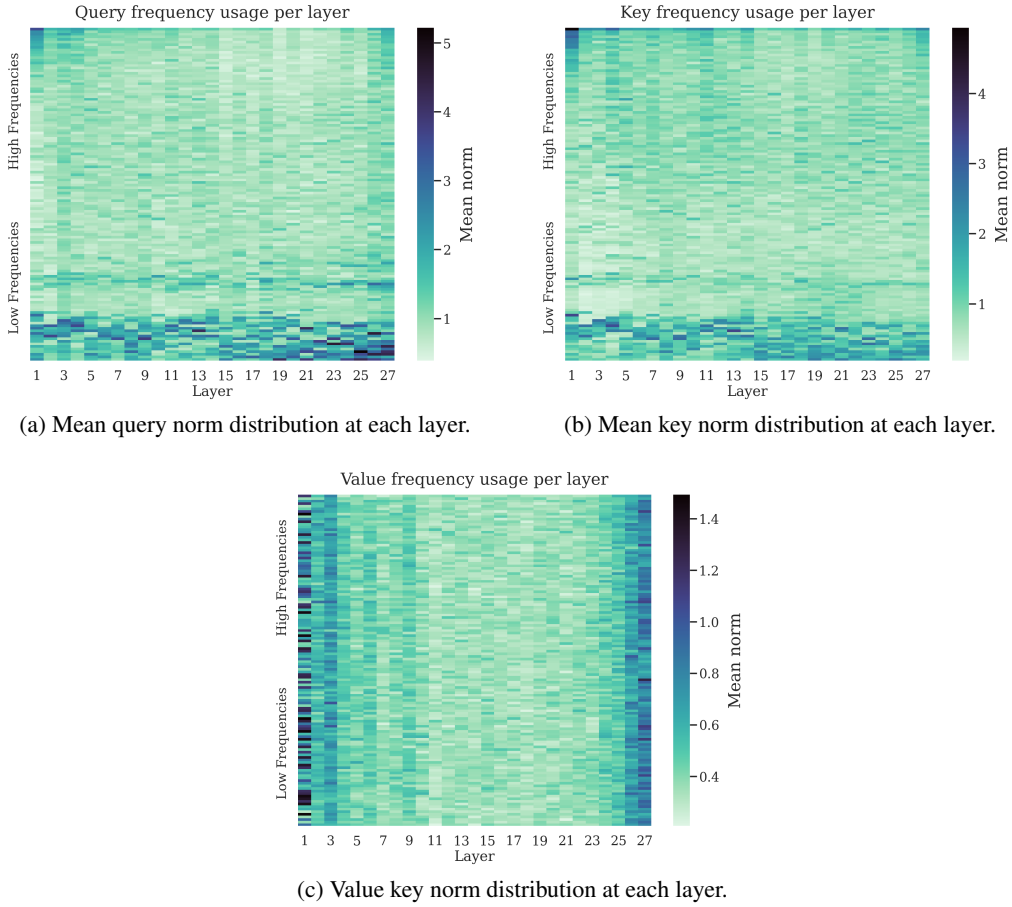 Query frequency usage per layer
High Frequencies
Low Frequencies
1 3 5 7 9 11 13 15 17 19 21 23 25 27
Layer
5
4
3
2
1
Mean norm
(a) Mean query norm distribution at each layer.
Key frequency usage per layer
High Frequencies
Low Frequencies
1 3 5 7 9 11 13 15 17 19 21 23 25 27
Layer
4
3
2
1
Mean norm
(b) Mean key norm distribution at each layer.
Value frequency usage per layer
High Frequencies
Low Frequencies
1 3 5 7 9 11 13 15 17 19 21 23 25 27
Layer
1.4
1.2
1.0
0.8
0.6
0.4
Mean norm
(c) Value key norm distribution at each layer.